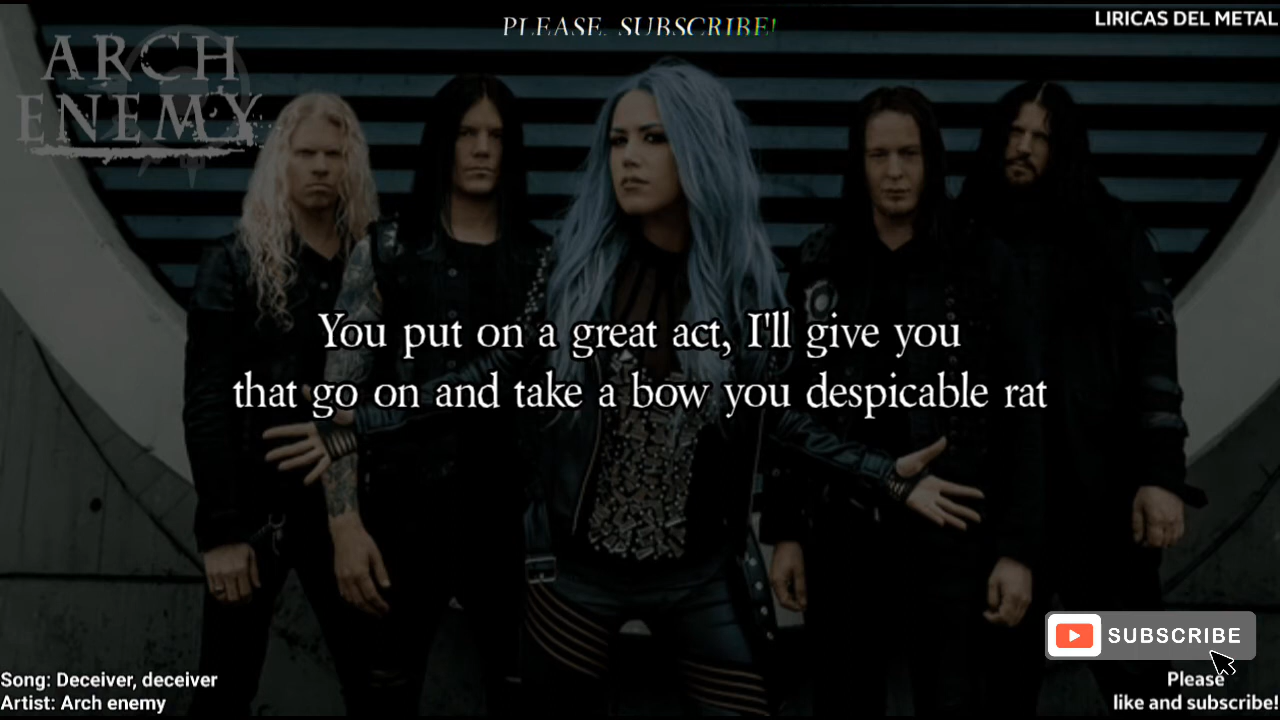 PLEASE, SUBSCRIBE!
LIRICAS DEL METAL
ARCH
ENEMY
You put on a great act, I'll give you
that go on and take a bow you despicable rat
SUBSCRIBE
Song: Deceiver, deceiver
Artist: Arch enemy
Please
like and subscribe!